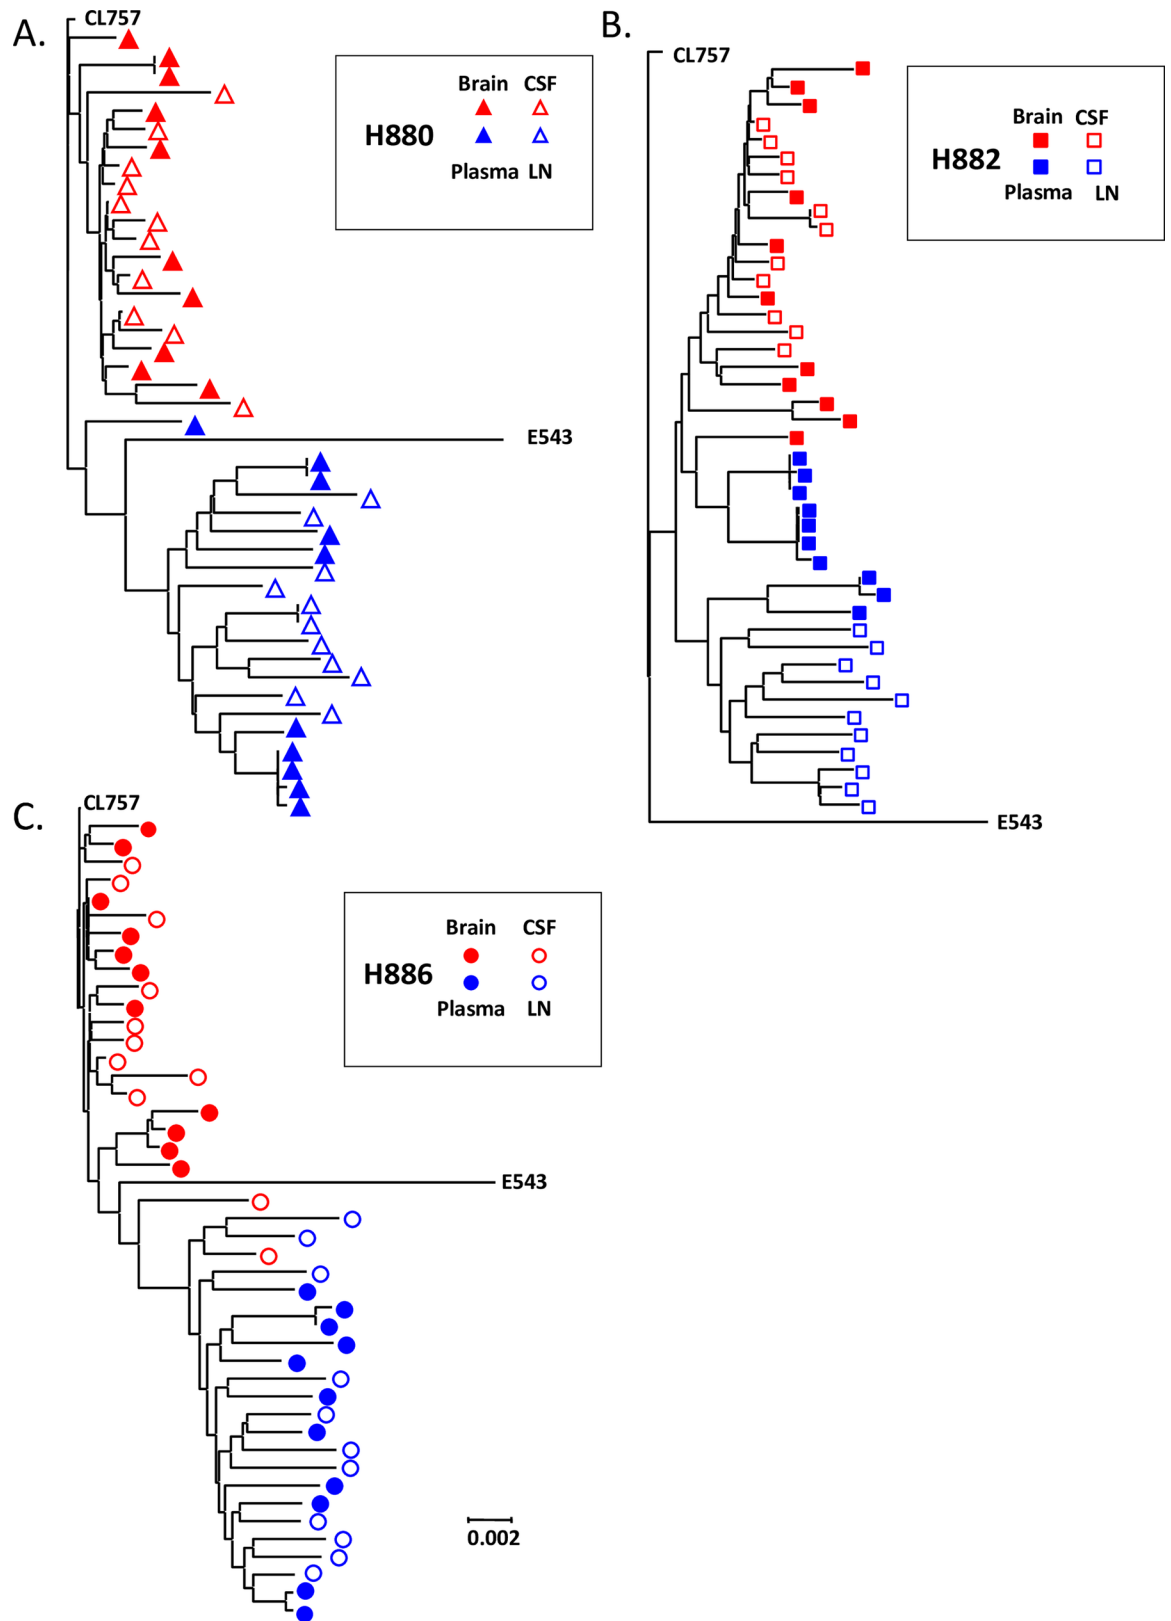 A.
CL757
Brain CSF
H880
Plasma LN
E543
B.
CL757
Brain CSF
H882
Plasma LN
E543
C.
CL757
Brain CSF
H886
Plasma LN
E543
0.002